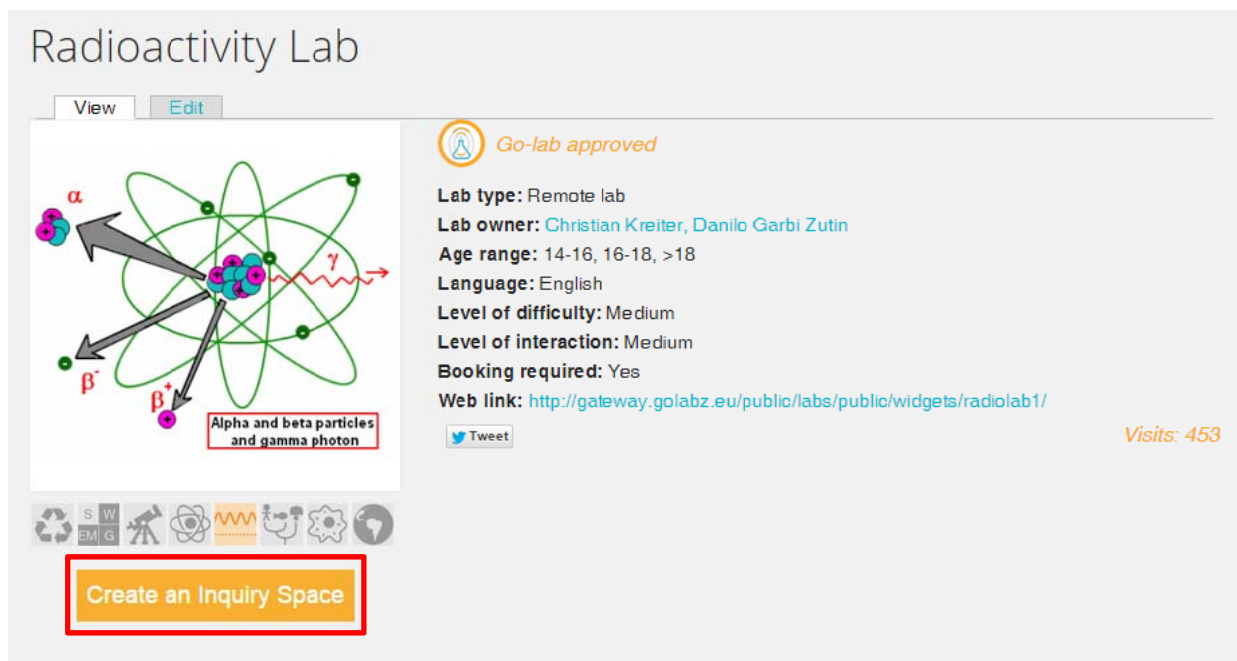 Radioactivity Lab
View Edit
Go-lab approved
Lab type: Remote lab
Lab owner: Christian Kreiter, Danilo Garbi Zutin
Age range: 14-16, 16-18, >18
Language: English
Level of difficulty: Medium
Level of interaction: Medium
Booking required: Yes
Web link: http://gateway.golabz.eu/public/labs/public/widgets/radiolab1/
Tweet
Visits: 453
α
γ
β-
β+
Alpha and beta particles
and gamma photon
S W
EM G
Create an Inquiry Space